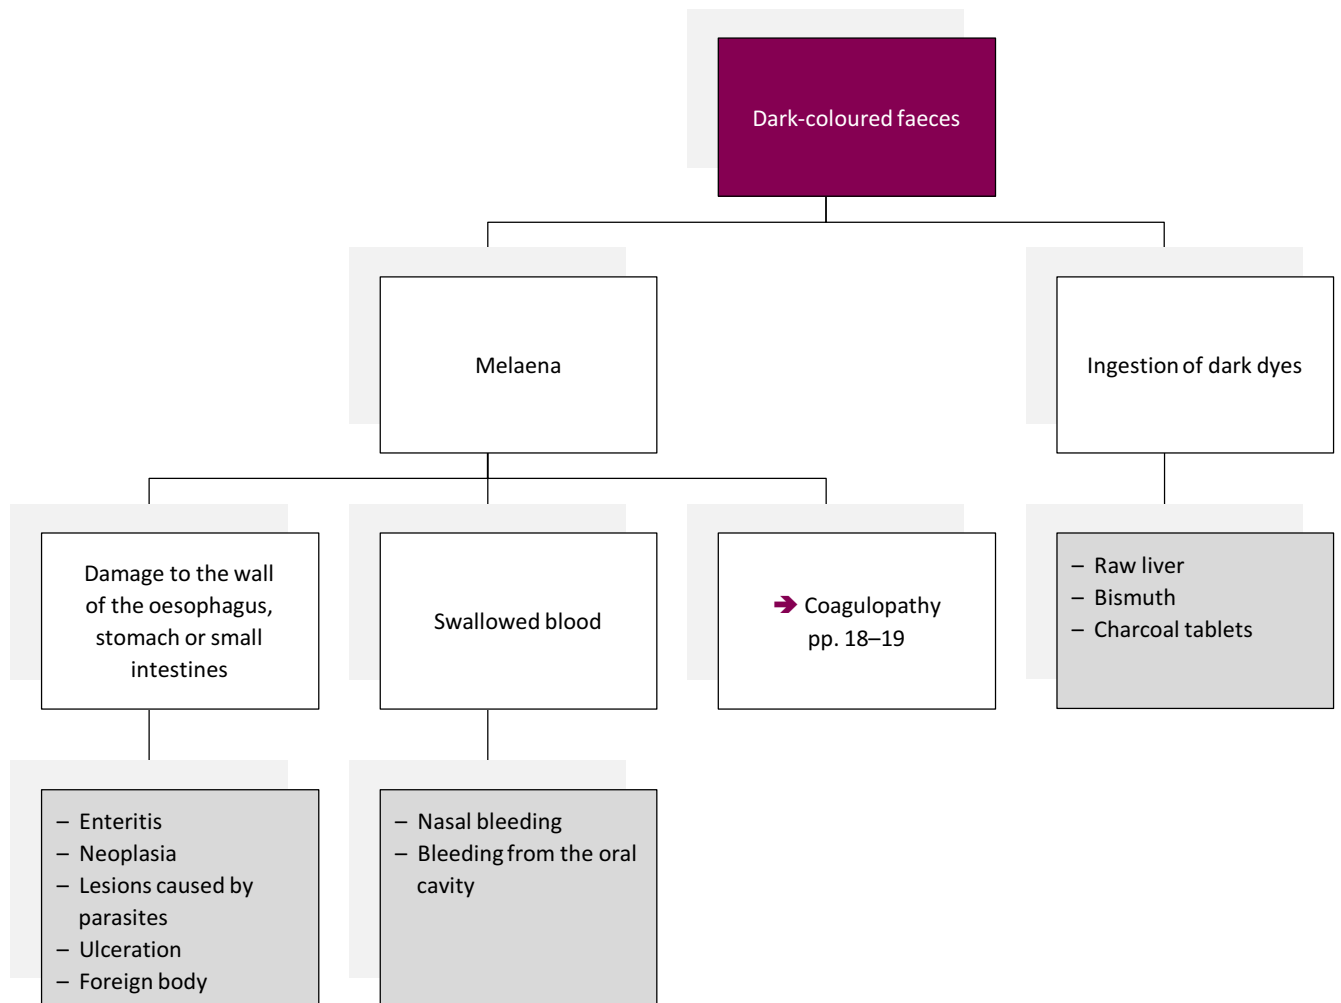 Dark-coloured faeces
Melaena
Ingestion of dark dyes
Damage to the wall
of the oesophagus,
stomach or small
intestines
Swallowed blood
➔ Coagulopathy
pp. 18–19
– Raw liver
– Bismuth
– Charcoal tablets
– Enteritis
– Neoplasia
– Lesions caused by
parasites
– Ulceration
– Foreign body
– Nasal bleeding
– Bleeding from the oral
cavity